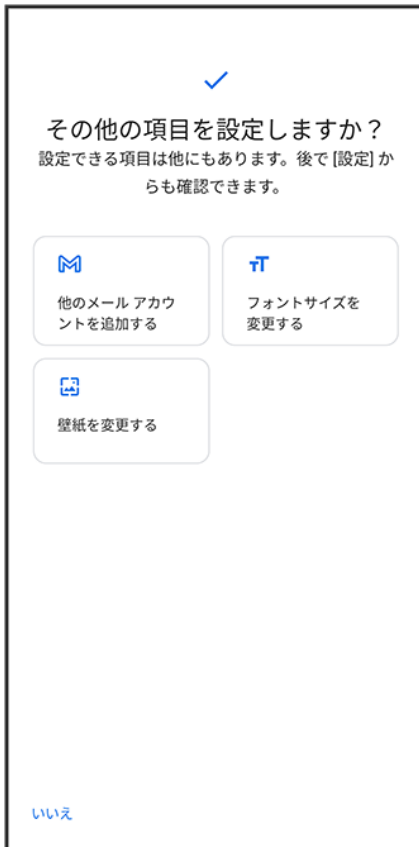 その他の項目を設定しますか？
設定できる項目は他にもあります。後で [設定] か
らも確認できます。
他のメール アカウ
ントを追加する
フォントサイズを
変更する
壁紙を変更する
いいえ